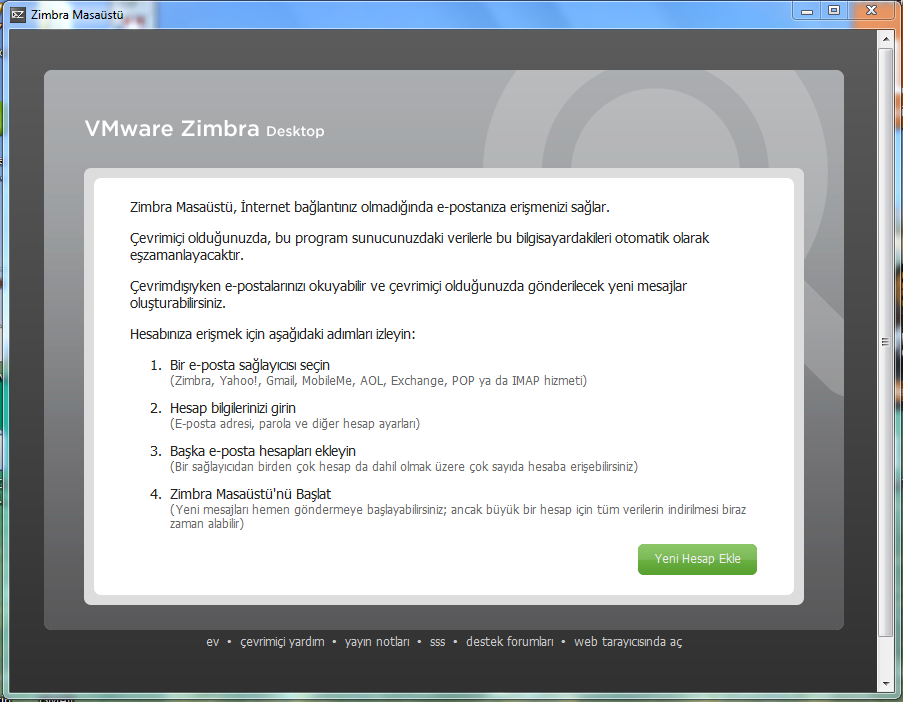 Zimbra Masaüstü
VMware Zimbra Desktop
Zimbra Masaüstü, İnternet bağlantınız olmadığında e-postanıza erişmenizi sağlar.
Çevrimiçi olduğunuzda, bu program sunucunuzdaki verilerle bu bilgisayardakileri otomatik olarak
eşzamanlayacaktır.
Çevrimdışıyken e-postalarınızı okuyabilir ve çevrimiçi olduğunuzda gönderilecek yeni mesajlar
oluşturabilirsiniz.
Hesabınıza erişmek için aşağıdaki adımları izleyin:
1. Bir e-posta sağlayıcısı seçin
(Zimbra, Yahoo!, Gmail, MobileMe, AOL, Exchange, POP ya da IMAP hizmeti)
2. Hesap bilgilerinizi girin
(E-posta adresi, parola ve diğer hesap ayarları)
3. Başka e-posta hesapları ekleyin
(Bir sağlayıcıdan birden çok hesap da dahil olmak üzere çok sayıda hesaba erişebilirsiniz)
4. Zimbra Masaüstü'nü Başlat
(Yeni mesajları hemen göndermeye başlayabilirsiniz; ancak büyük bir hesap için tüm verilerin indirilmesi biraz
zaman alabilir)
Yeni Hesap Ekle
ev • çevrimiçi yardım • yayın notları • sss • destek forumları • web tarayıcısında aç